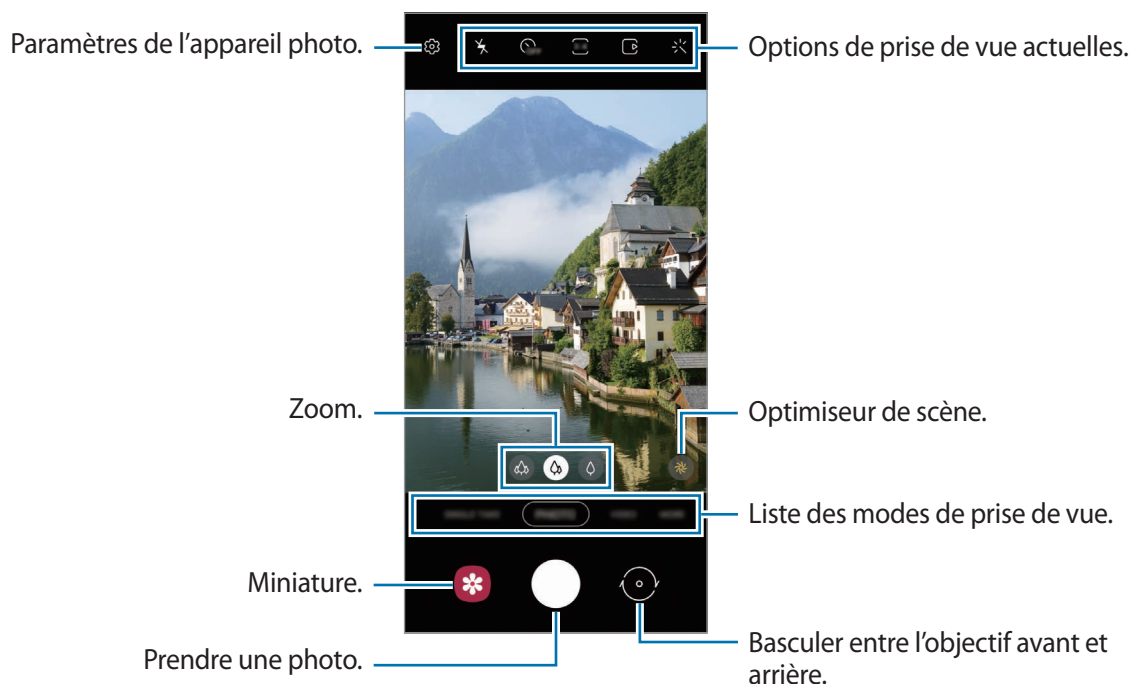 Paramètres de l'appareil photo.
Options de prise de vue actuelles.
Zoom.
Optimiseur de scène.
Liste des modes de prise de vue.
Miniature.
Prendre une photo.
Basculer entre l'objectif avant et
arrière.